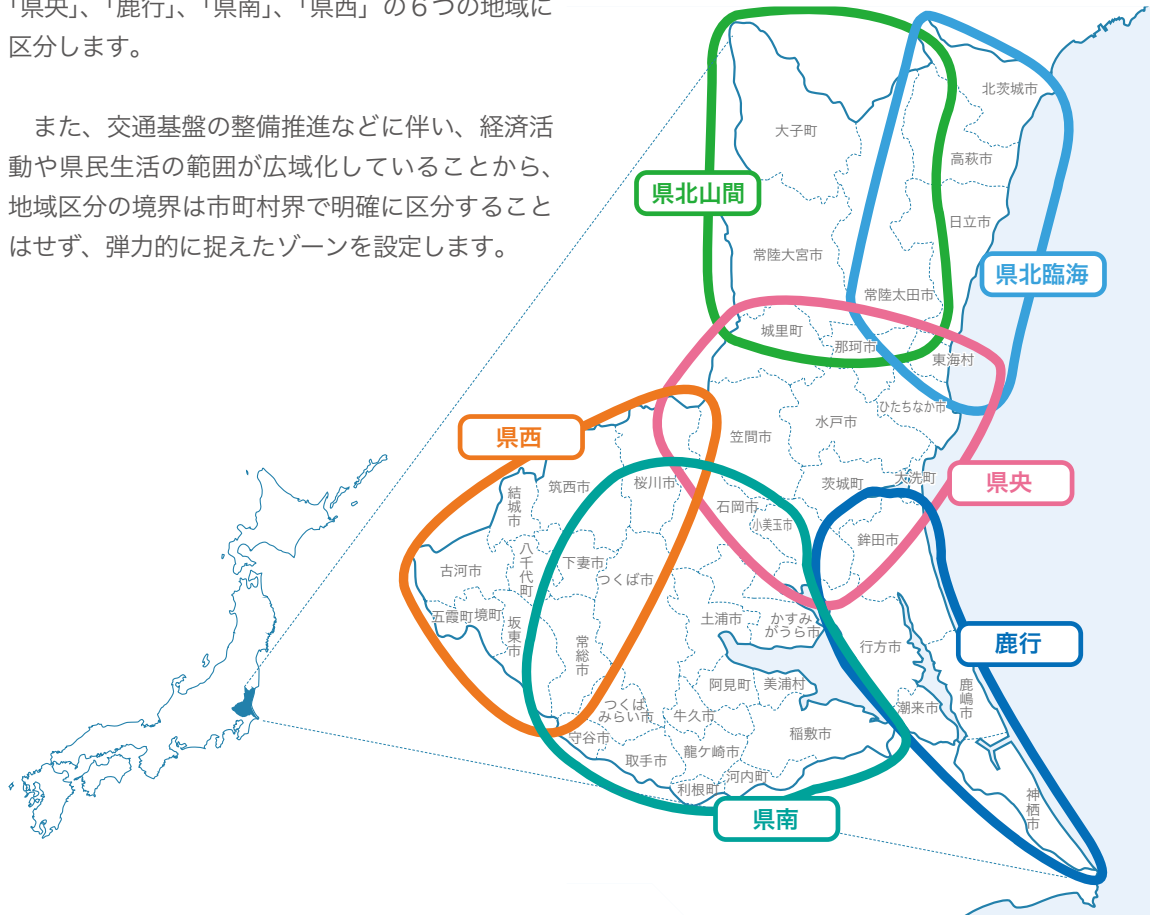 「県央」、「鹿行」、「県南」、「県西」の６つの地域に
区分します。
また、交通基盤の整備推進などに伴い、経済活
動や県民生活の範囲が広域化していることから、
地域区分の境界は市町村界で明確に区分すること
はせず、弾力的に捉えたゾーンを設定します。
北茨城市
大子町
高萩市
県北山間
日立市
常陸大宮市
県北臨海
常陸太田市
城里町
那珂市
東海村
ひたちなか市
水戸市
笠間市
県西
大洗町
茨城町
県央
桜川市
筑西市
結城市
石岡市
小美玉市
鉾田市
八千代町
下妻市
つくば市
古河市
五霞町
境町
坂東市
土浦市
かすみ
がうら市
行方市
鹿行
常総市
阿見町
美浦村
鹿嶋市
潮来市
つくば
みらい市
牛久市
守谷市
稲敷市
取手市
龍ケ崎市
河内町
利根町
神栖市
県南